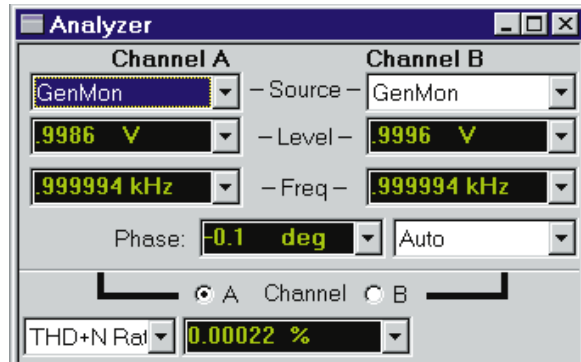 Analyzer
Channel A Channel B
GenMon – Source – GenMon
.9986 V – Level – .9996 V
.999994 kHz – Freq – .999994 kHz
Phase: -0.1 deg Auto
A Channel B
THD+N Rat 0.00022 %